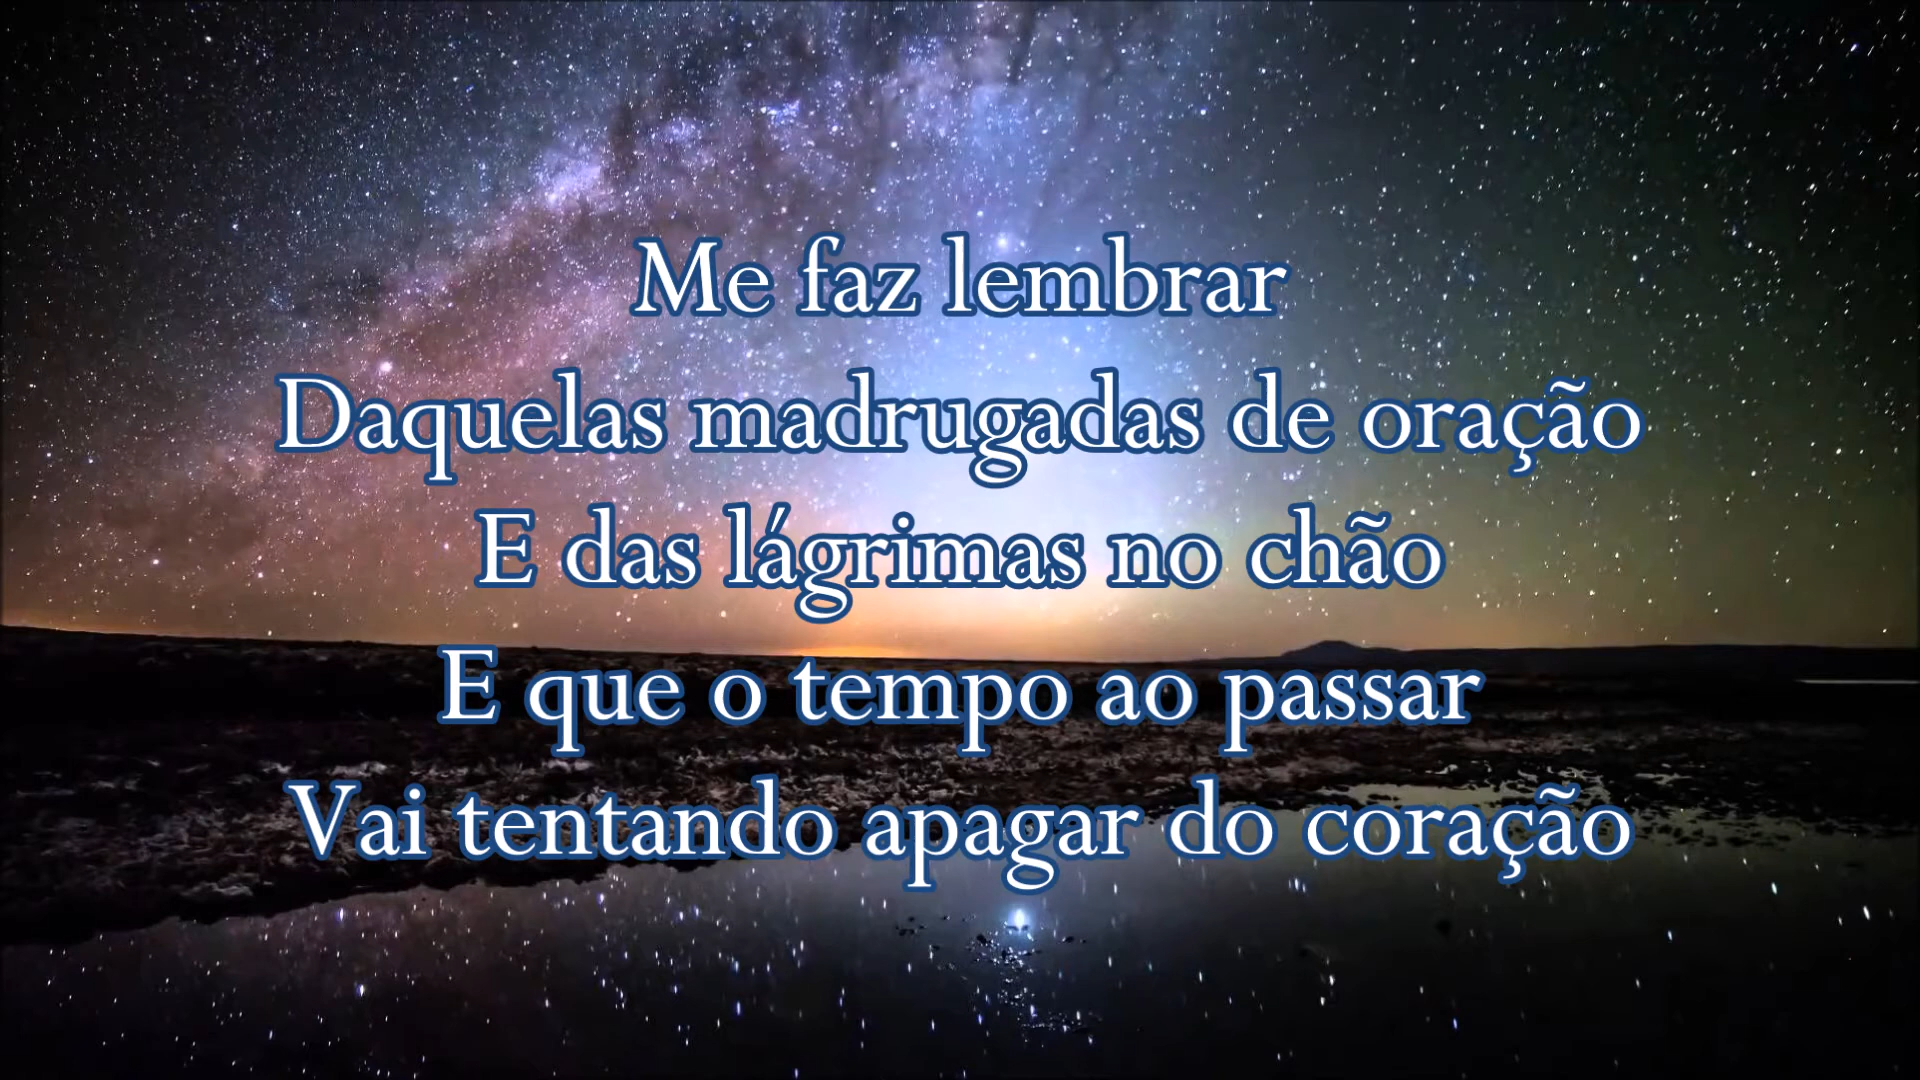 Me faz lembrar
Daquelas madrugadas de oração
E das lágrimas no chão
E que o tempo ao passar
Vai tentando apagar do coração